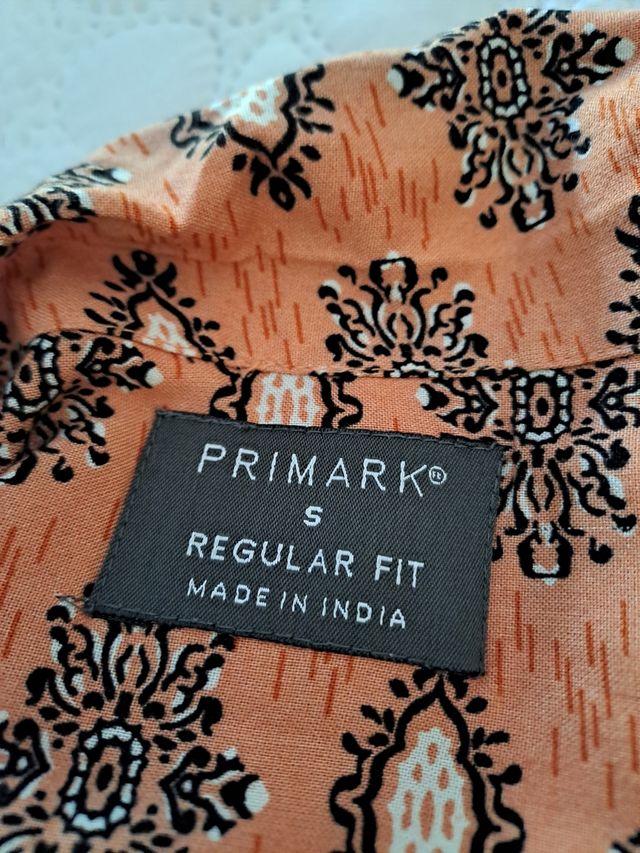 PRIMARK®
S
REGULAR FIT
MADE IN INDIA